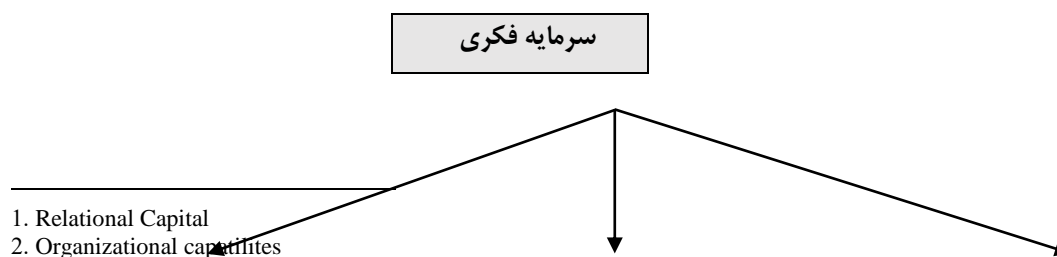 سرمایه فکری
1. Relational Capital
2. Organizational capatilites